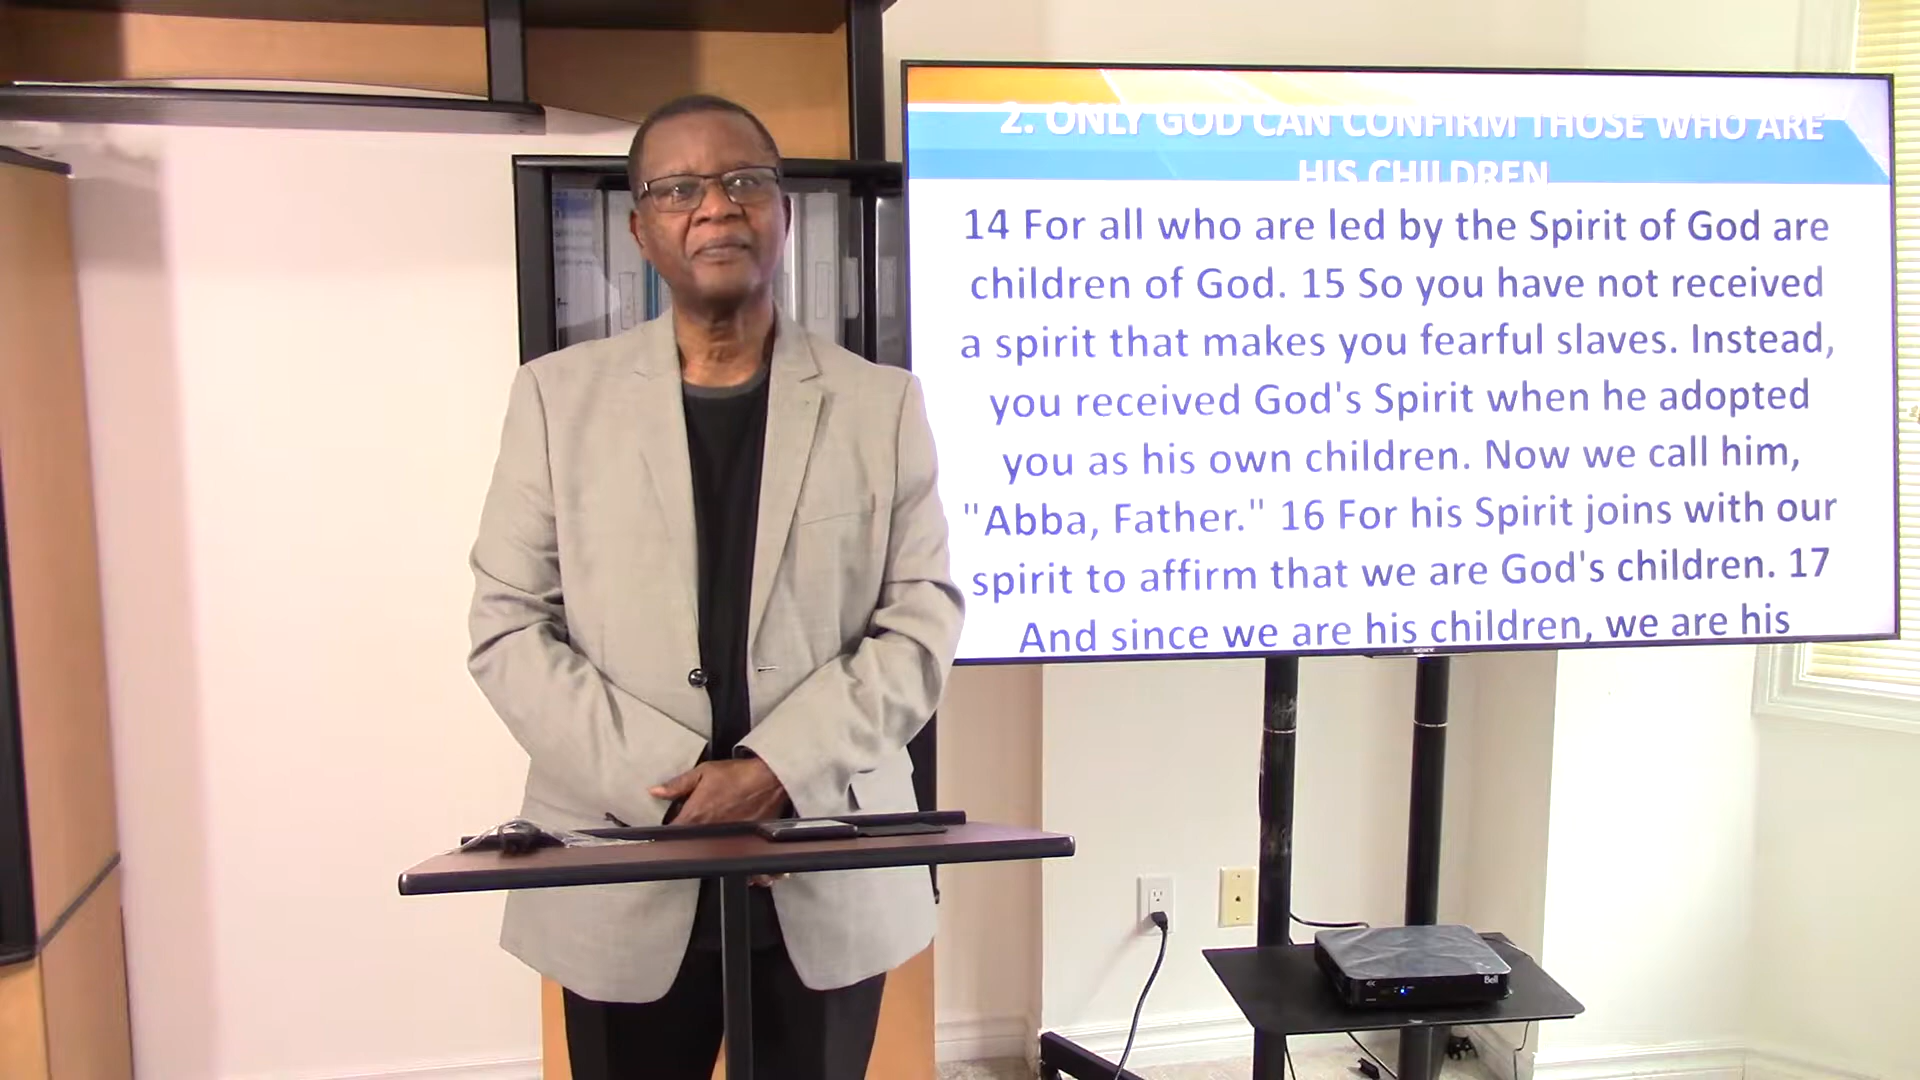 2. ONLY GOD CAN CONFIRM THOSE WHO ARE
HIS CHILDREN
14 For all who are led by the Spirit of God are
children of God. 15 So you have not received
a spirit that makes you fearful slaves. Instead,
you received God's Spirit when he adopted
you as his own children. Now we call him,
"Abba, Father." 16 For his Spirit joins with our
spirit to affirm that we are God's children. 17
And since we are his children, we are his
SONY
Bell